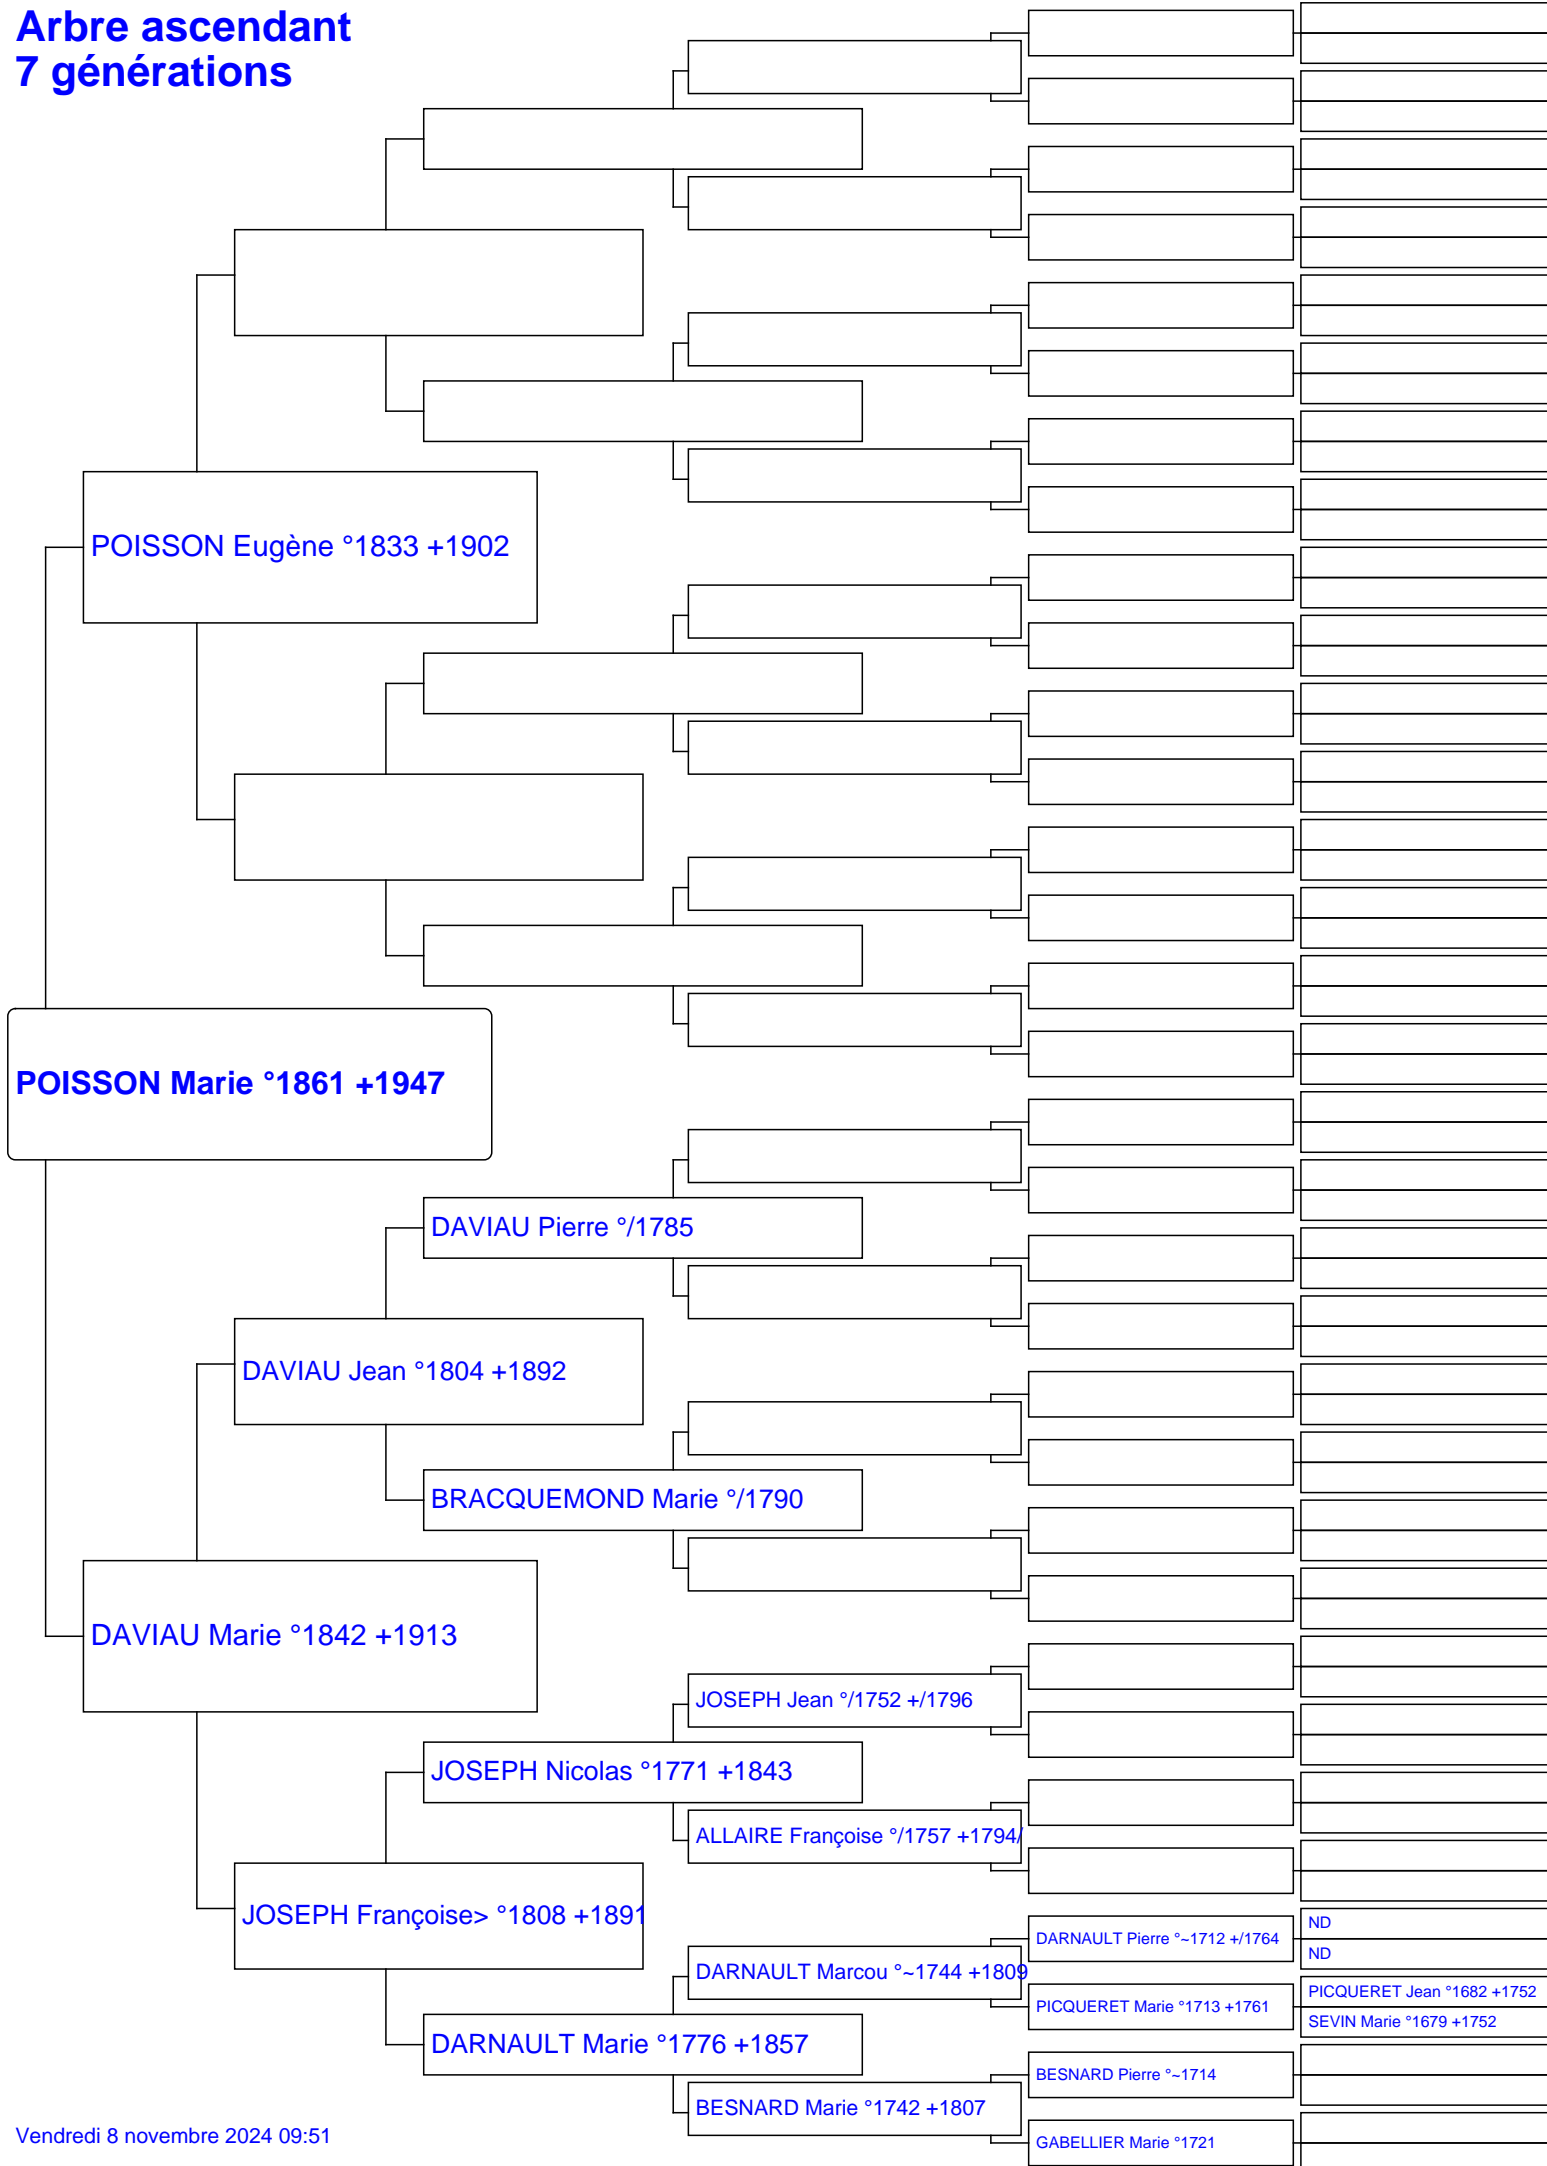 Arbre ascendant
7 générations
POISSON Eugène °1833 +1902
POISSON Marie °1861 +1947
DAVIAU Pierre °/1785
DAVIAU Jean °1804 +1892
BRACQUEMOND Marie °/1790
DAVIAU Marie °1842 +1913
JOSEPH Jean °/1752 +/1796
JOSEPH Nicolas °1771 +1843
ALLAIRE Françoise °/1757 +1794/
JOSEPH Françoise> °1808 +1891
ND
DARNAULT Pierre °~1712 +/1764
ND
DARNAULT Marcou °~1744 +1809
PICQUERET Jean °1682 +1752
PICQUERET Marie °1713 +1761
SEVIN Marie °1679 +1752
DARNAULT Marie °1776 +1857
BESNARD Pierre °~1714
BESNARD Marie °1742 +1807
GABELLIER Marie °1721
Vendredi 8 novembre 2024 09:51